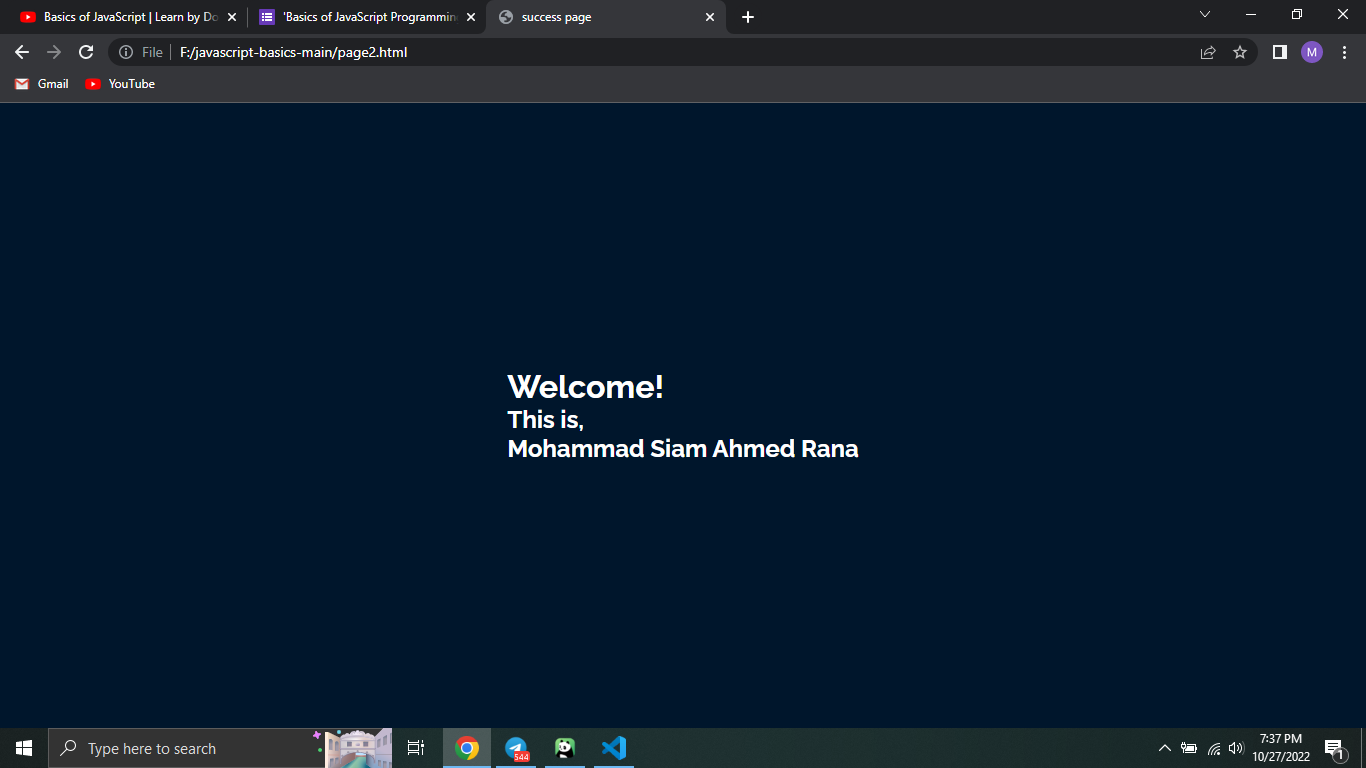 Basics of JavaScript | Learn by Do
'Basics of JavaScript Programmin
success page
File
F:/javascript-basics-main/page2.html
M
Gmail
YouTube
Welcome!
This is,
Mohammad Siam Ahmed Rana
Type here to search
544
7:37 PM
10/27/2022
1